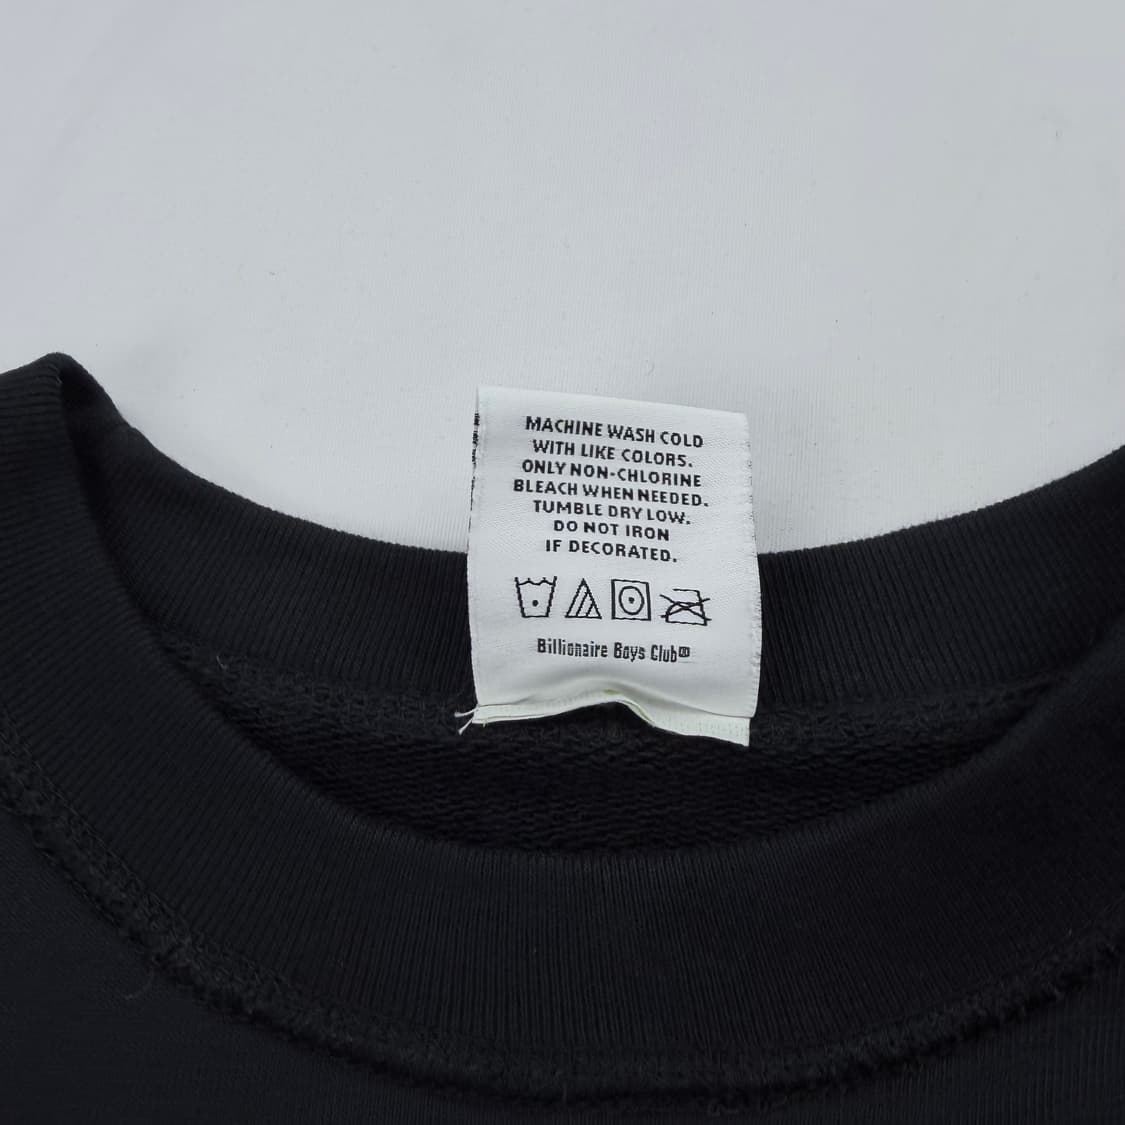 MACHINE WASH COLD
WITH LIKE COLORS.
ONLY NON-CHLORINE
BLEACH WHEN NEEDED.
TUMBLE DRY LOW.
DO NOT IRON
IF DECORATED.
Billionaire Boys Club®